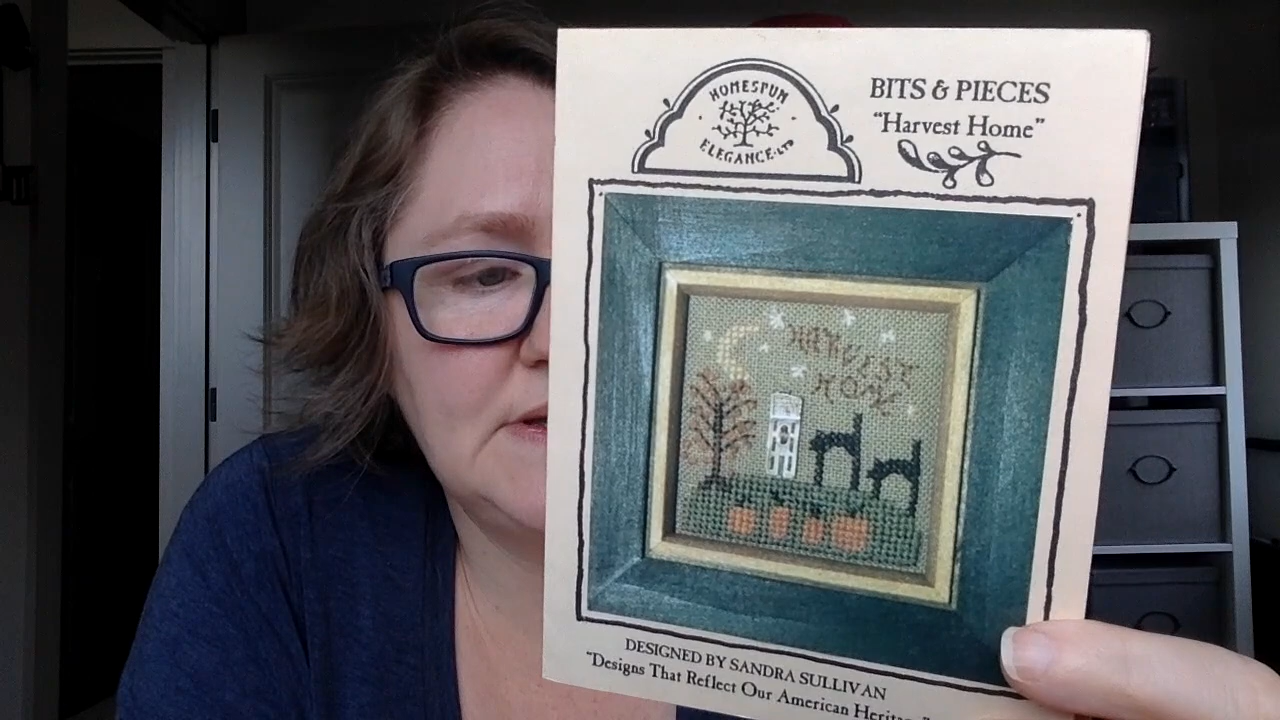 HOMESPUN
ELEGANCE·LTD
BITS & PIECES
"Harvest Home"
HARVEST
HOME
DESIGNED BY SANDRA SULLIVAN
"Designs That Reflect Our American Heritage"